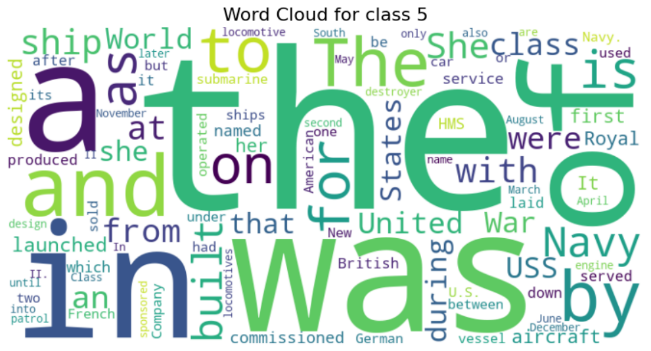 Word Cloud for class 5
ship World to locomotive South only also are Navy.
after later but it submarine The She be class used
designed its as May car or is
a the service destroyer of
November ships second HMS August were first
at operated named American one States Royal
produced II she her on for with It
and name March laid April
sold under that United War Navy
design from launched In had New
in was British during USS engine served by
until II. which Class built locomotives U.S. between down
two an sponsored Company June December
into French patrol commissioned German vessel aircraft